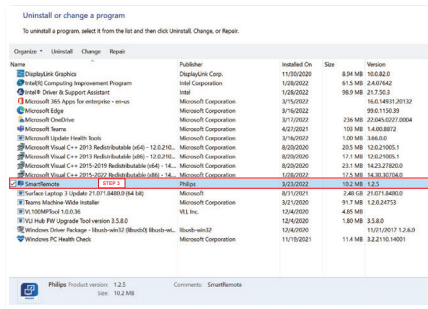 Uninstall or change a program
To uninstall a program, select it from the list and then click Uninstall, Change, or Repair.
Organize Uninstall Change Repair
Name Publisher Installed On Size Version
DisplayLink Graphics DisplayLink Corp. 11/30/2020 8.94 MB 10.0.82.0
Intel(R) Computing Improvement Program Intel Corporation 1/28/2022 61.5 MB 2.4.07642
Intel® Driver & Support Assistant Intel 1/28/2022 98.9 MB 21.7.50.3
Microsoft 365 Apps for enterprise - en-us Microsoft Corporation 3/15/2022 16.0.14931.20132
Microsoft Edge Microsoft Corporation 3/16/2022 99.0.1150.39
Microsoft OneDrive Microsoft Corporation 3/17/2022 236 MB 22.045.0227.0004
Microsoft Teams Microsoft Corporation 4/27/2021 103 MB 1.4.00.8872
Microsoft Update Health Tools Microsoft Corporation 3/16/2022 1.00 MB 3.66.0.0
Microsoft Visual C++ 2013 Redistributable (x64) - 12.0.210... Microsoft Corporation 8/20/2020 20.5 MB 12.0.21005.1
Microsoft Visual C++ 2013 Redistributable (x86) - 12.0.210... Microsoft Corporation 8/20/2020 17.1 MB 12.0.21005.1
Microsoft Visual C++ 2015-2019 Redistributable (x64) - 14.... Microsoft Corporation 8/20/2020 23.1 MB 14.23.27820.0
Microsoft Visual C++ 2015-2022 Redistributable (x86) - 14.... Microsoft Corporation 1/28/2022 17.5 MB 14.30.30704.0
SmartRemote STEP 3 Philips 3/23/2022 10.2 MB 1.2.5
Surface Laptop 3 Update 21.071.8480.0 (64 bit) Microsoft 8/31/2021 2.48 GB 21.071.8480.0
Teams Machine-Wide Installer Microsoft Corporation 3/21/2020 91.7 MB 1.2.0.24753
VL100MPTool 1.0.0.36 VLI, Inc. 12/4/2020 4.85 MB
VLI Hub FW Upgrade Tool version 3.5.8.0 12/4/2020 1.80 MB 3.5.8.0
Windows Driver Package - libusb-win32 (libusb0) libusb-wi... libusb-win32 12/4/2020 11/21/2017 1.2.6.0
Windows PC Health Check Microsoft Corporation 11/19/2021 11.4 MB 3.2.2110.14001
Philips Product version: 1.2.5 Comments: SmartRemote
Size: 10.2 MB